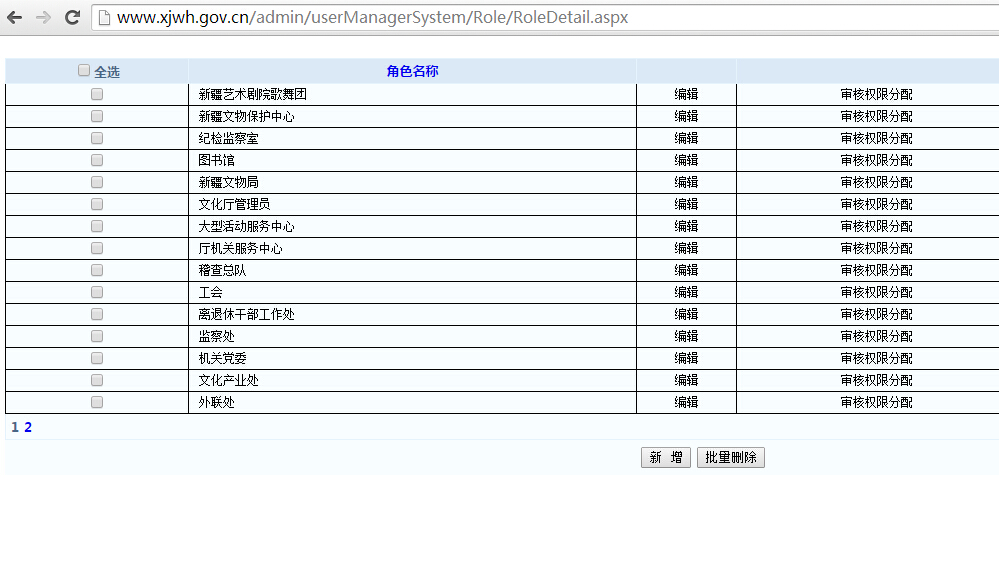 www.xjwh.gov.cn/admin/userManagerSystem/Role/RoleDetail.aspx
全选 角色名称
新疆艺术剧院歌舞团 编辑 审核权限分配
新疆文物保护中心 编辑 审核权限分配
纪检监察室 编辑 审核权限分配
图书馆 编辑 审核权限分配
新疆文物局 编辑 审核权限分配
文化厅管理员 编辑 审核权限分配
大型活动服务中心 编辑 审核权限分配
厅机关服务中心 编辑 审核权限分配
稽查总队 编辑 审核权限分配
工会 编辑 审核权限分配
离退休干部工作处 编辑 审核权限分配
监察处 编辑 审核权限分配
机关党委 编辑 审核权限分配
文化产业处 编辑 审核权限分配
外联处 编辑 审核权限分配
1 2
新 增 批量删除